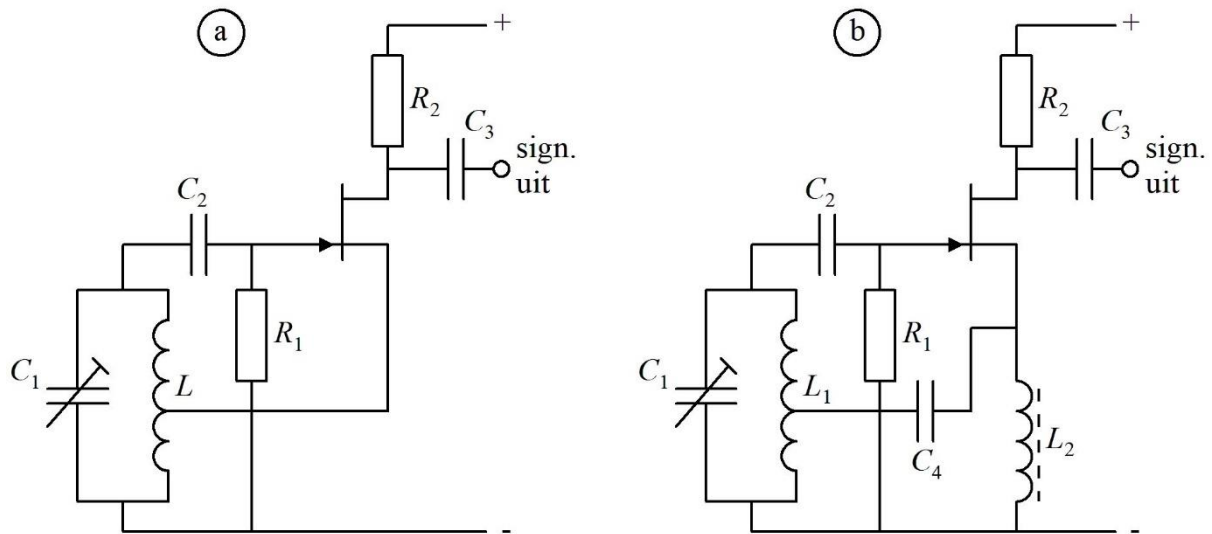 a
+
R2
C3
sign.
uit
C2
R1
C1
L
-
b
+
R2
C3
sign.
uit
C2
R1
C1
L1
C4
L2
-